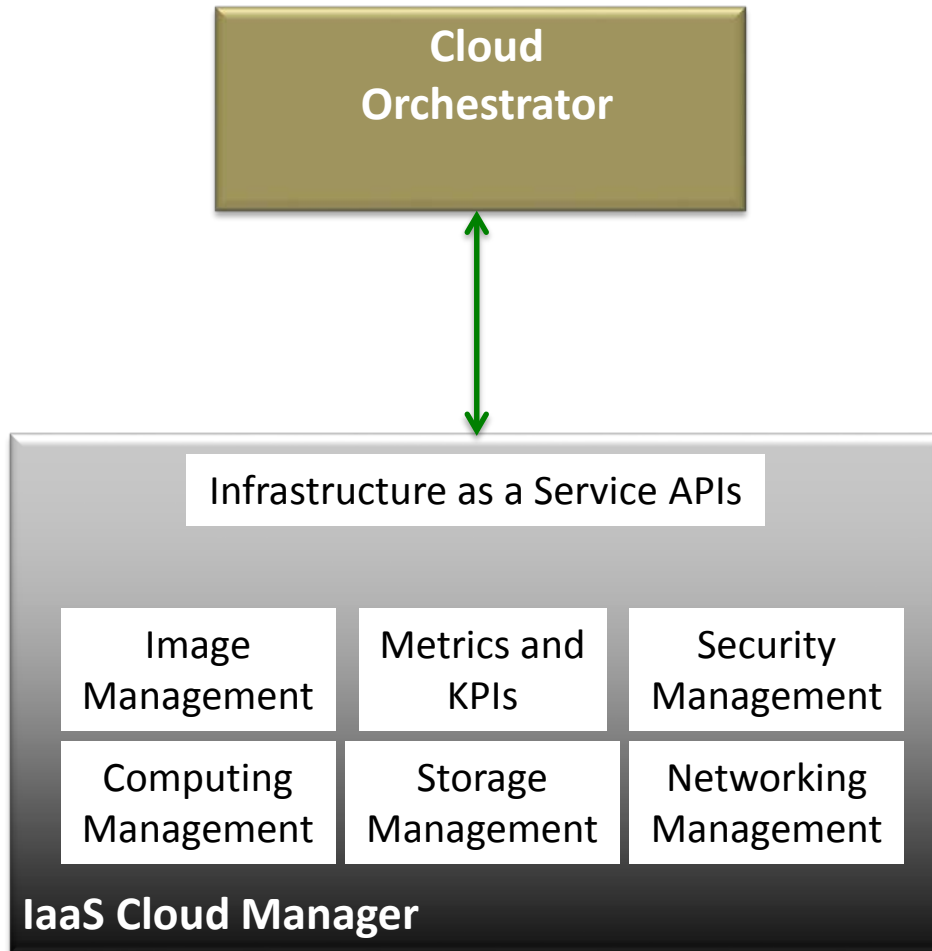 Cloud
Orchestrator
Infrastructure as a Service APIs
Image
Management
Metrics and
KPIs
Security
Management
Computing
Management
Storage
Management
Networking
Management
IaaS Cloud Manager